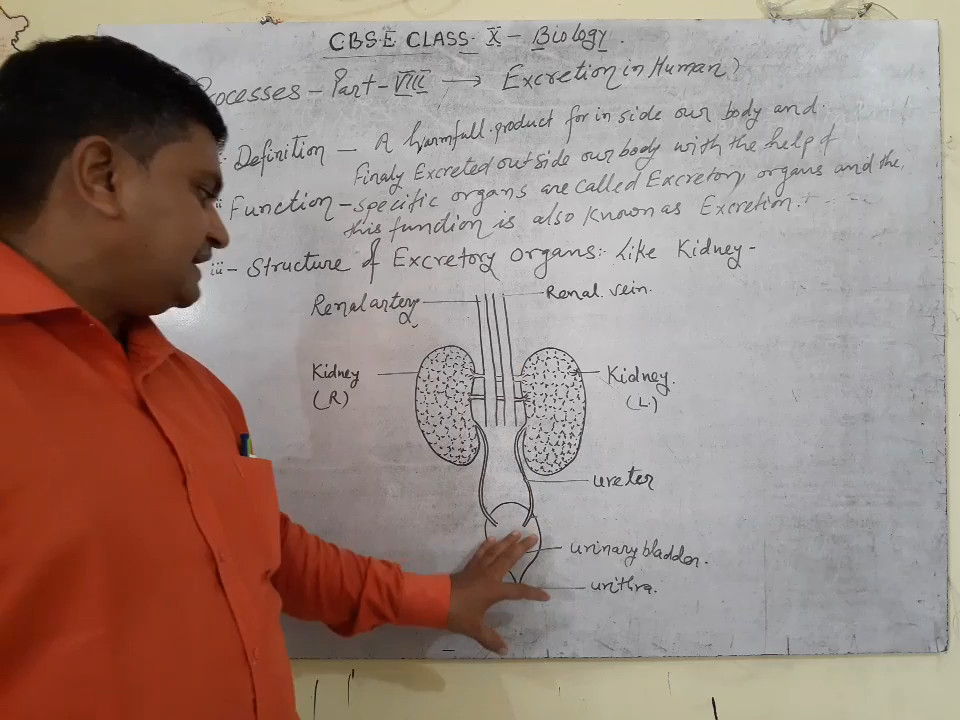 CBSE CLASS X - Biology.
Processes - Part - VIII → Excretion in Human?
Definition - A harmfull product for in side our body and
Finaly Excreted outside our body with the help of
ii Function - specific organs are called Excretory organs and the
this function is also known as Excretion.
iii - Structure of Excretory organs:- Like Kidney -
Renal artery
Renal vein.
Kidney
(R)
Kidney.
(L)
ureter
urinary bladder.
urithra.